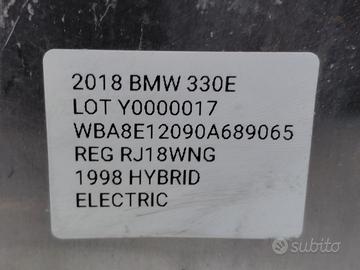 2018 BMW 330E
LOT Y0000017
WBA8E12090A689065
REG RJ18WNG
1998 HYBRID
ELECTRIC
subito